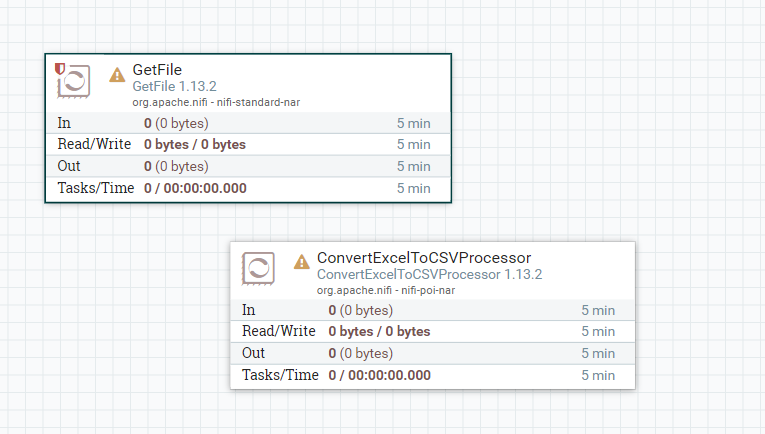 GetFile
GetFile 1.13.2
org.apache.nifi - nifi-standard-nar
In 0 (0 bytes) 5 min
Read/Write 0 bytes / 0 bytes 5 min
Out 0 (0 bytes) 5 min
Tasks/Time 0 / 00:00:00.000 5 min
ConvertExcelToCSVProcessor
ConvertExcelToCSVProcessor 1.13.2
org.apache.nifi - nifi-poi-nar
In 0 (0 bytes) 5 min
Read/Write 0 bytes / 0 bytes 5 min
Out 0 (0 bytes) 5 min
Tasks/Time 0 / 00:00:00.000 5 min